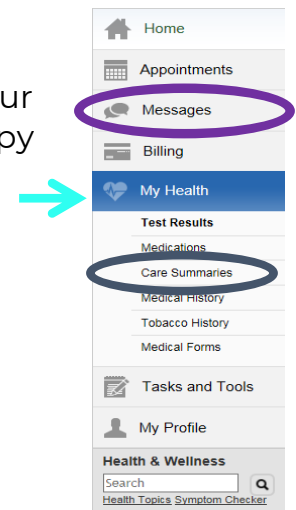 Home
Appointments
ur
Messages
py
Billing
My Health
Test Results
Medications
Care Summaries
Medical History
Tobacco History
Medical Forms
Tasks and Tools
My Profile
Health & Wellness
Search
Health Topics Symptom Checker